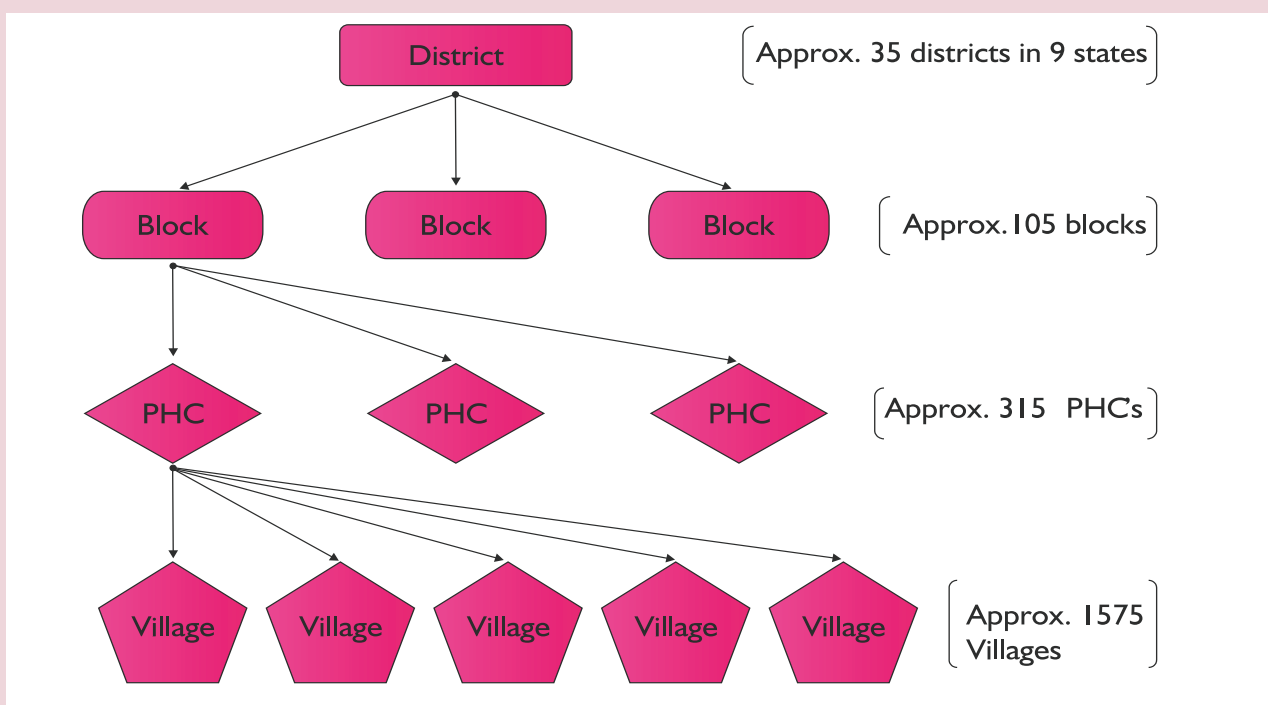 District
Approx. 35 districts in 9 states
Block
Block
Block
Approx.105 blocks
PHC
PHC
PHC
Approx. 315 PHC's
Village
Village
Village
Village
Village
Approx. 1575
Villages